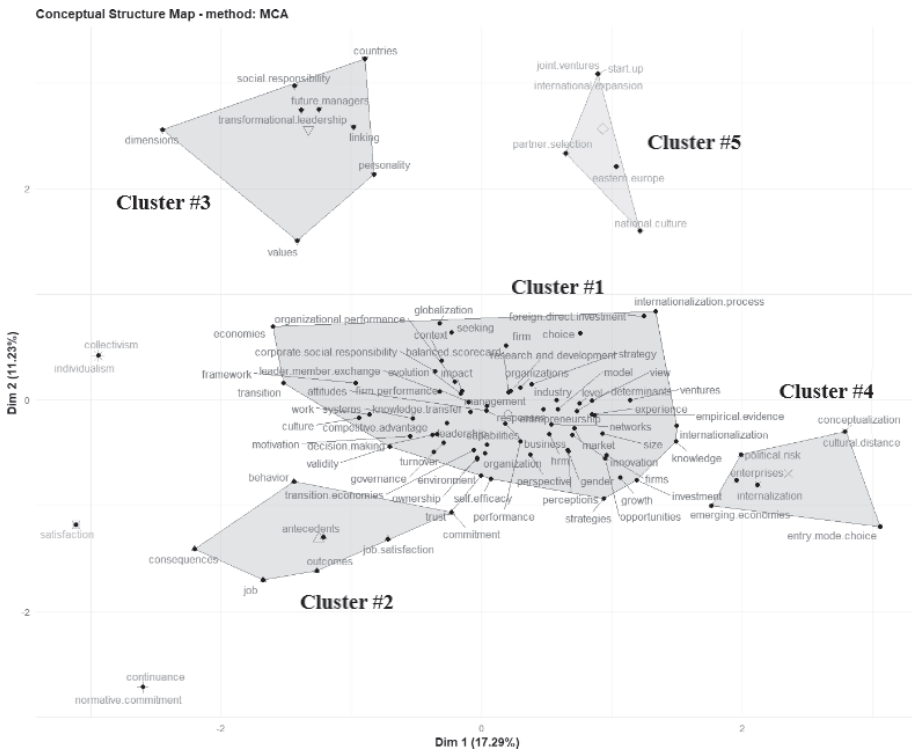 Conceptual Structure Map - method: MCA
countries
joint.ventures
start.up
social.responsibility
international.expansion
future.managers
transformational.leadership
dimensions
linking
partner.selection
Cluster #5
personality
eastern.europe
2
Cluster #3
national.culture
values
Cluster #1
internationalization.process
globalization
organizational.performance
foreign.direct.investment
economies
context
seeking
firm
choice
collectivism
corporate.social.responsibility
balanced.scorecard
research.and.development
strategy
individualism
framework
leader.member.exchange
evolution
impact
organizations
model
view
Cluster #4
transition
attitudes
firm.performance
industry
level
determinants
ventures
0
management
work
systems
knowledge.transfer
responses
entrepreneurship
experience
empirical.evidence
conceptualization
culture
competitive.advantage
networks
motivation
leadership
capabilities
internationalization
cultural.distance
decision.making
business
market
size
validity
turnover
organization
hrm
innovation
knowledge
political.risk
behavior
governance
environment
perspective
gender
firms
enterprises
transition.economies
ownership
self.efficacy
perceptions
growth
investment
internalization
trust
performance
strategies
opportunities
emerging.economies
satisfaction
antecedents
commitment
entry.mode.choice
job.satisfaction
consequences
outcomes
job
Cluster #2
-2
continuance
normative.commitment
-2
0
2
Dim 1 (17.29%)
Dim 2 (11.23%)